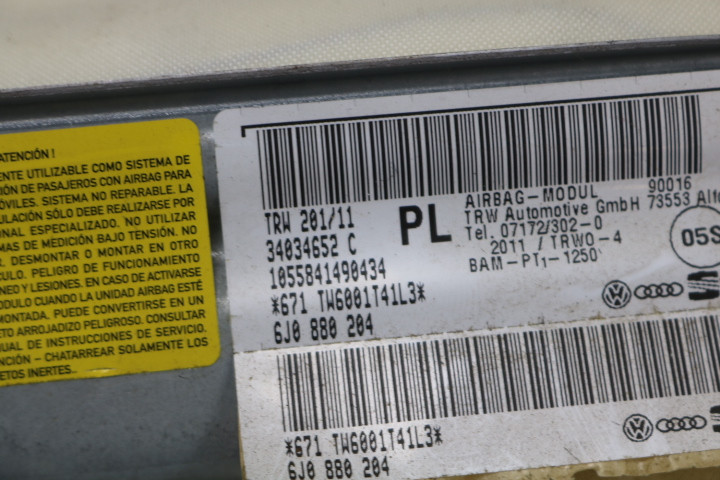 ATENCIÓN !
UTILIZABLE COMO SISTEMA DE
DE PASAJEROS CON AIRBAG PARA
SISTEMA NO REPARABLE. LA
SÓLO DEBE REALIZARSE POR
ESPECIALIZADO. NO UTILIZAR
DE MEDICIÓN BAJO TENSIÓN. NO
DESMONTAR O MONTAR EN OTRO
PELIGRO DE FUNCIONAMIENTO
Y LESIONES. EN CASO DE ACTIVARSE
CUANDO LA UNIDAD AIRBAG ESTÉ
PUEDE CONVERTIRSE EN UN
ARROJADIZO PELIGROSO. CONSULTAR
DE INSTRUCCIONES DE SERVICIO.
– CHATARREAR SOLAMENTE LOS
INERTES.
TRW 201/11
34034652 C
1055841490434
*671 TW6001T41L3*
6J0 880 204
PL
AIRBAG-MODUL 90016
TRW Automotive GmbH 73553
Tel. 07172/302-0
2011 / TRWO-4
BAM-PT1-1250
05S
*671 TW6001T41L3*
6J0 880 204